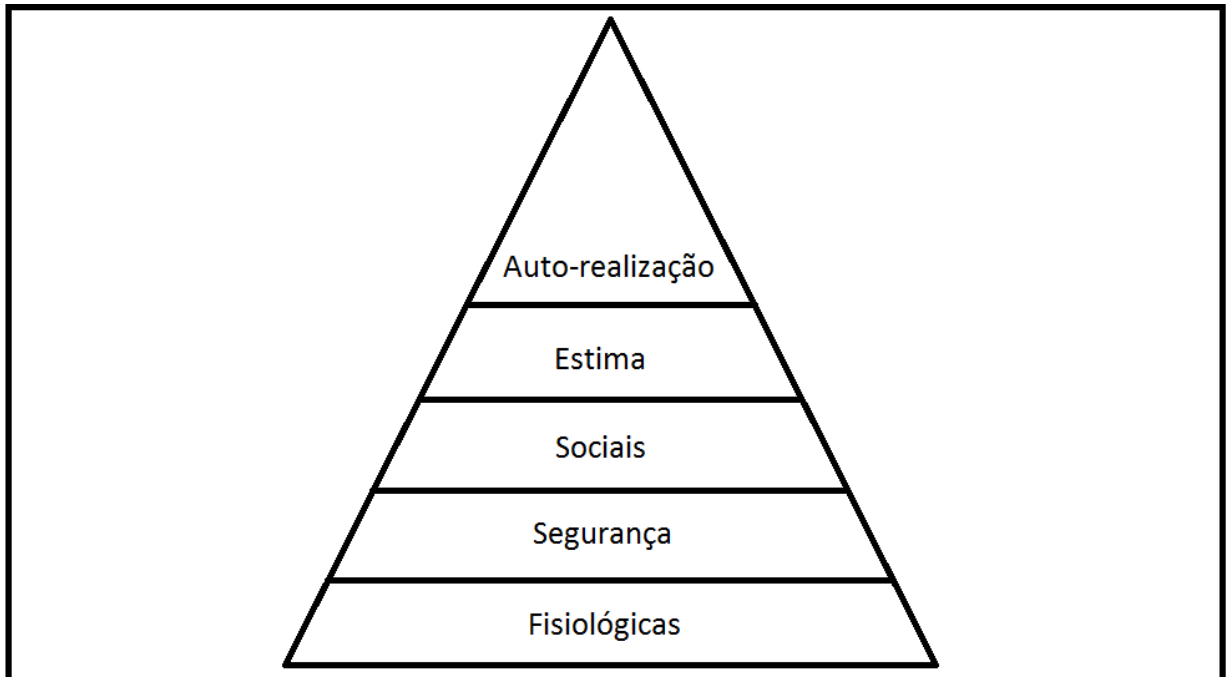 Auto-realização
Estima
Sociais
Segurança
Fisiológicas